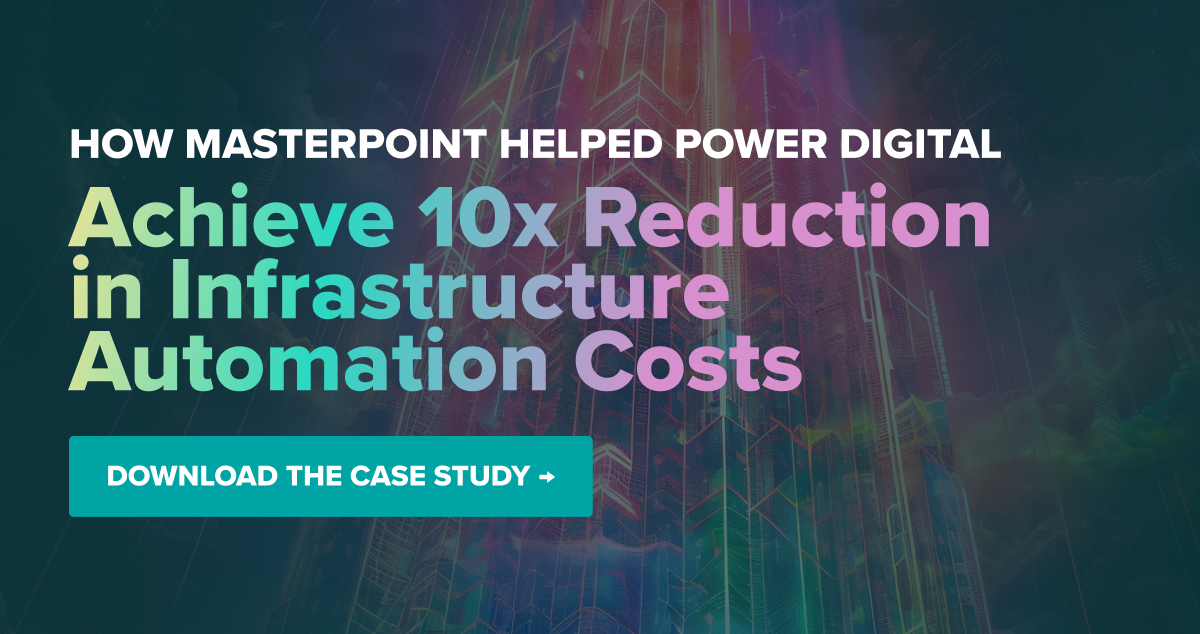 HOW MASTERPOINT HELPED POWER DIGITAL
Achieve 10x Reduction
in Infrastructure
Automation Costs
DOWNLOAD THE CASE STUDY →